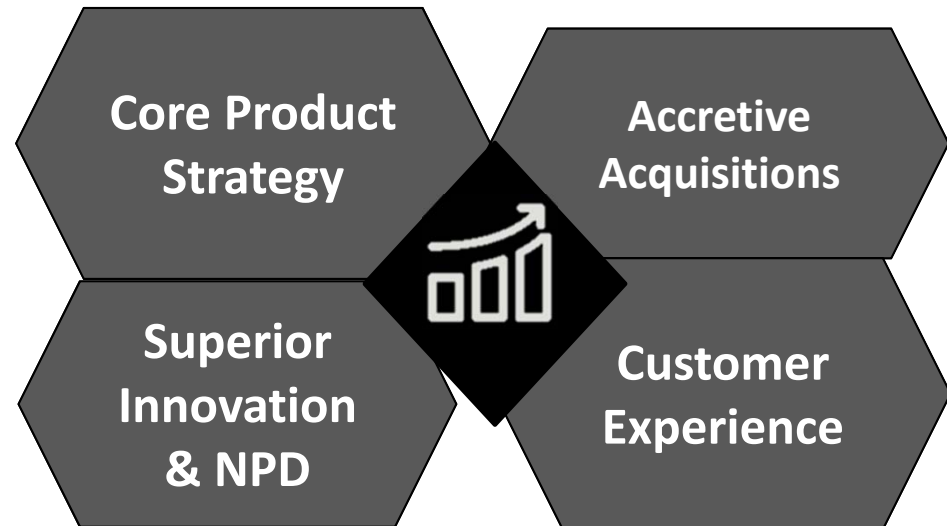 Core Product
Strategy
Accretive
Acquisitions
Superior
Innovation
& NPD
Customer
Experience